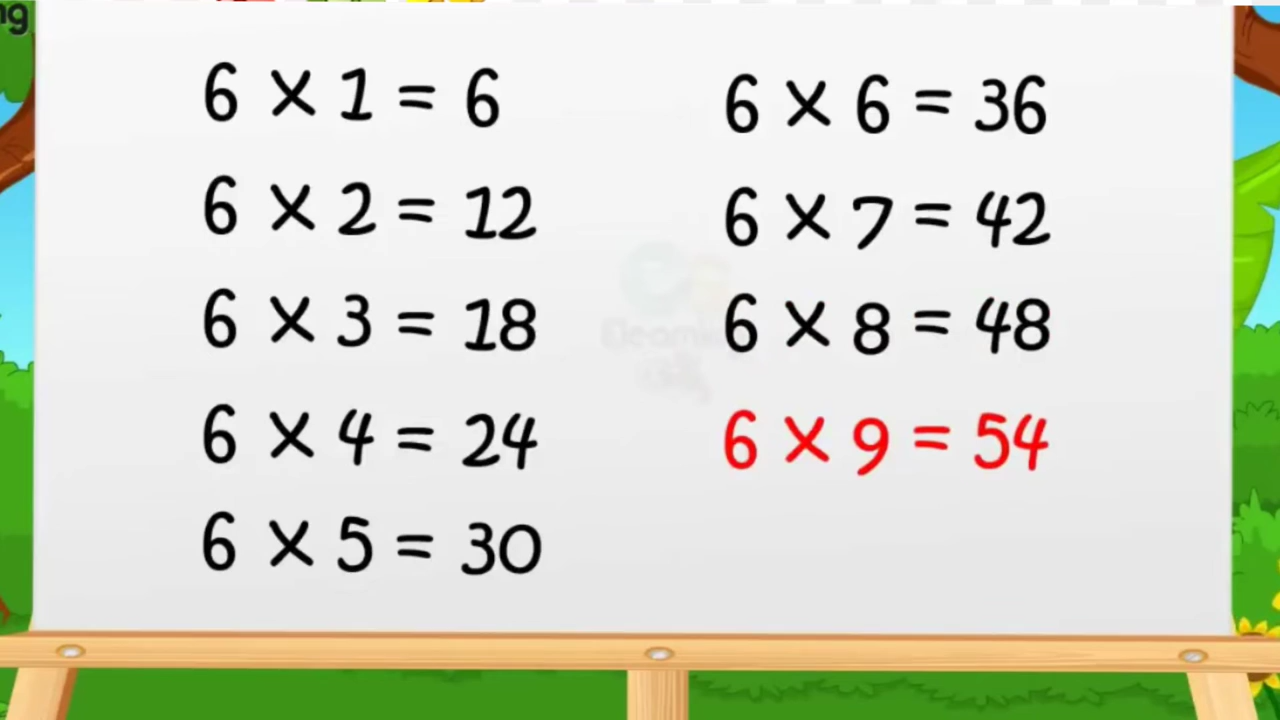 ng
6 × 1 = 6
6 × 2 = 12
6 × 3 = 18
6 × 4 = 24
6 × 5 = 30
6 × 6 = 36
6 × 7 = 42
6 × 8 = 48
6 × 9 = 54